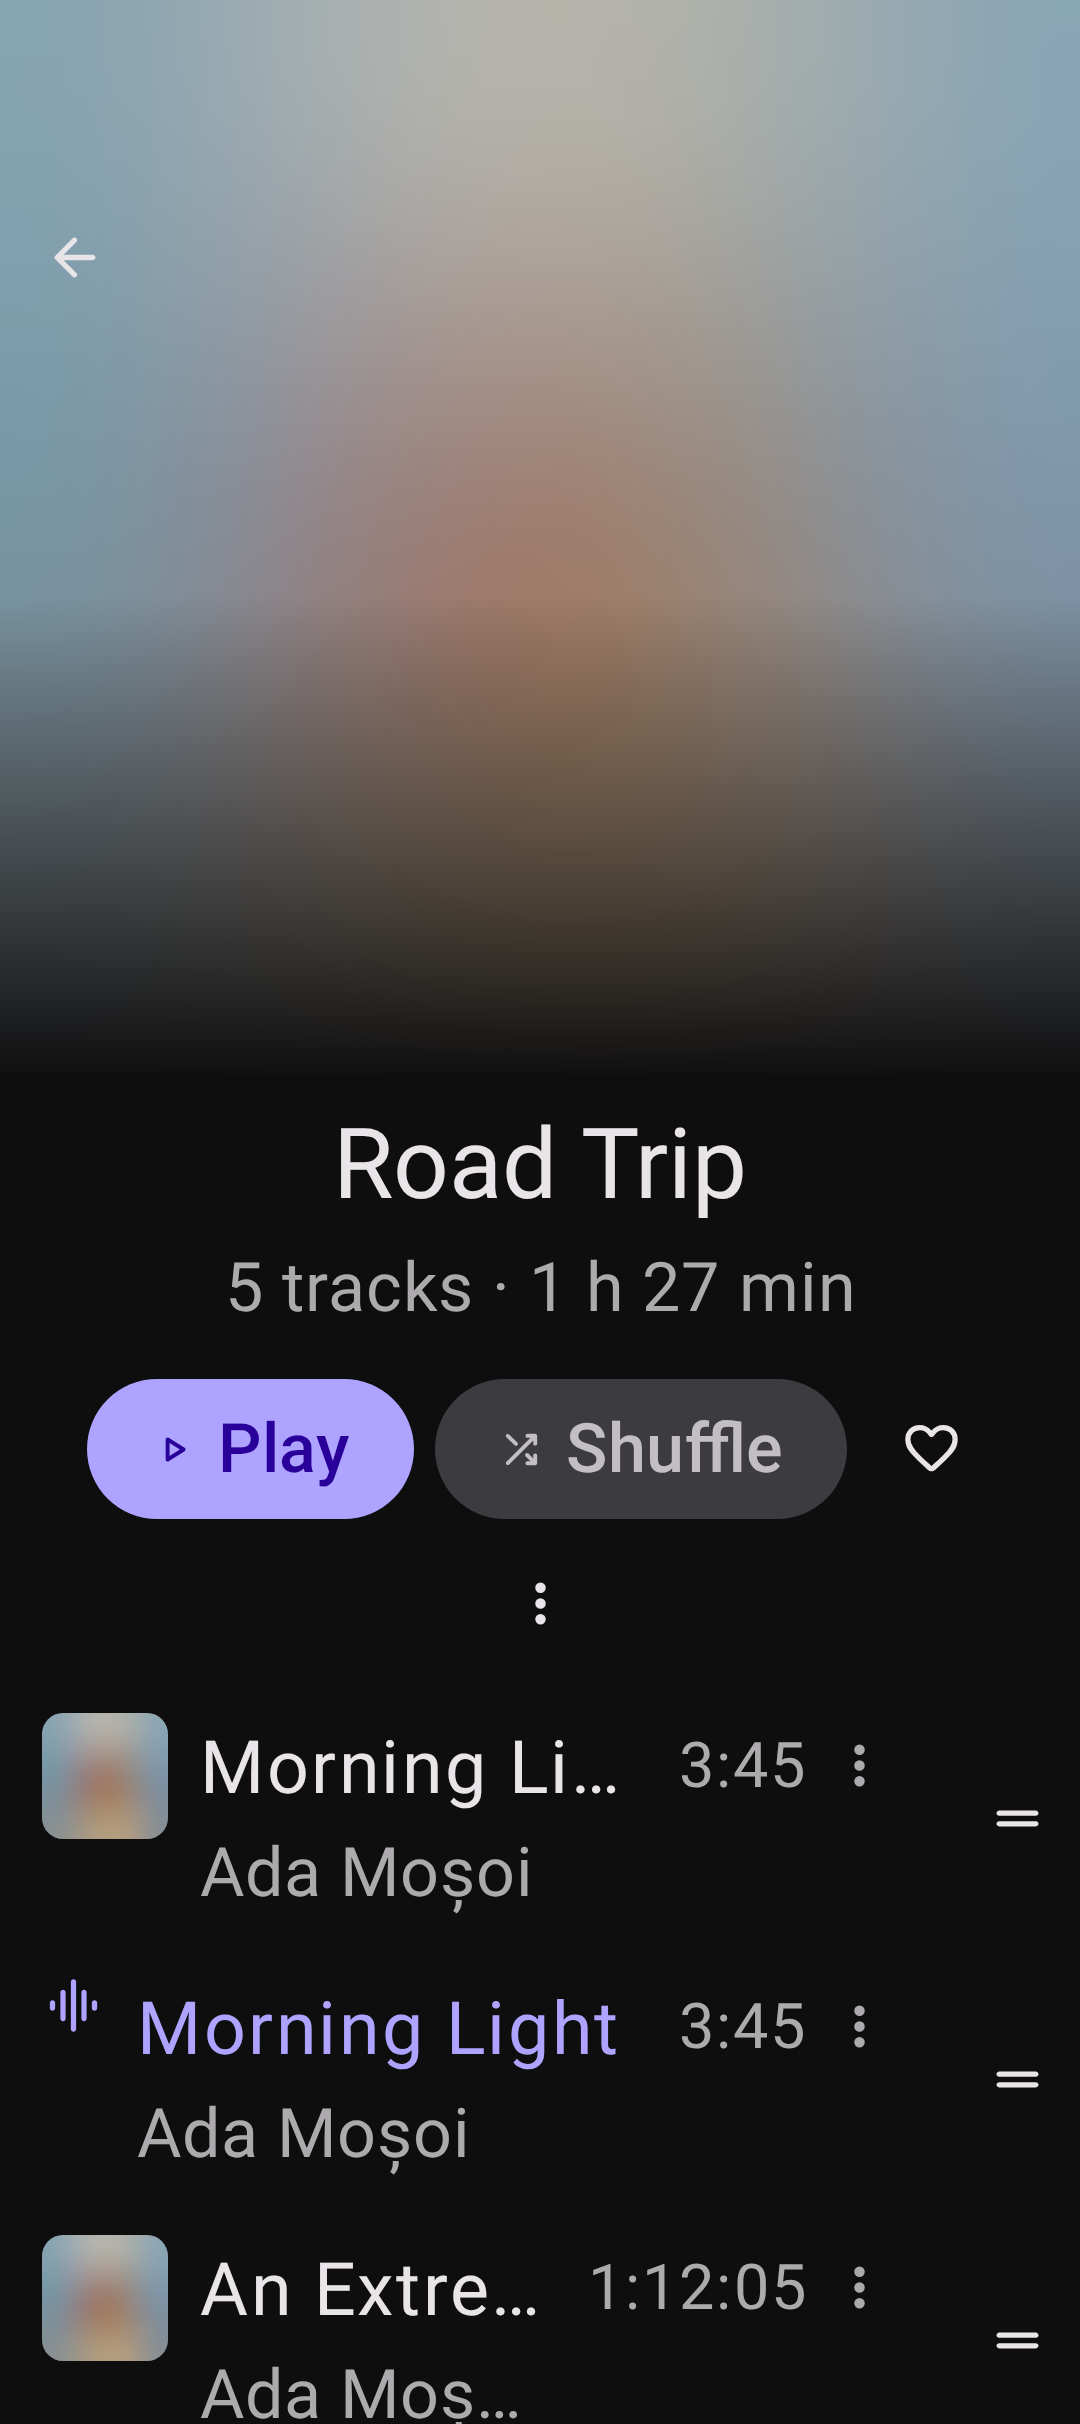 Road Trip
5 tracks · 1 h 27 min
Play
Shuffle
Morning Li…
3:45
Ada Moșoi
Morning Light
3:45
Ada Moșoi
An Extre…
1:12:05
Ada Moș…